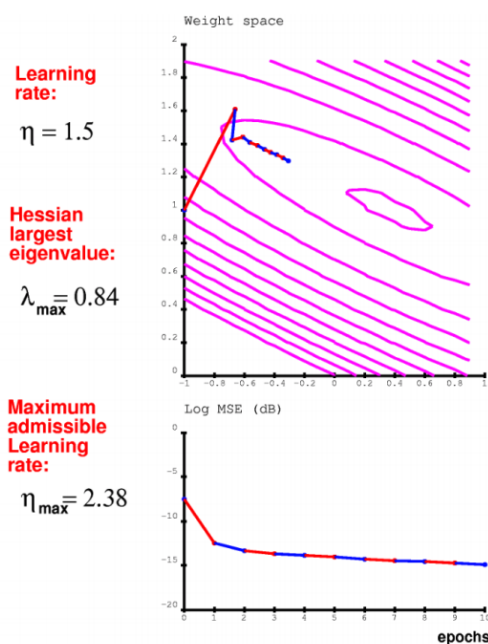 Weight space
Learning
rate:
η = 1.5
Hessian
largest
eigenvalue:
λmax= 0.84
2
1.8
1.6
1.4
1.2
1
0.8
0.6
0.4
0.2
0
-1 -0.8 -0.6 -0.4 -0.2 0 0.2 0.4 0.6 0.8 1
Maximum
admissible
Learning
rate:
ηmax= 2.38
Log MSE (dB)
0
-5
-10
-15
-20
0 1 2 3 4 5 6 7 8 9 10
epochs